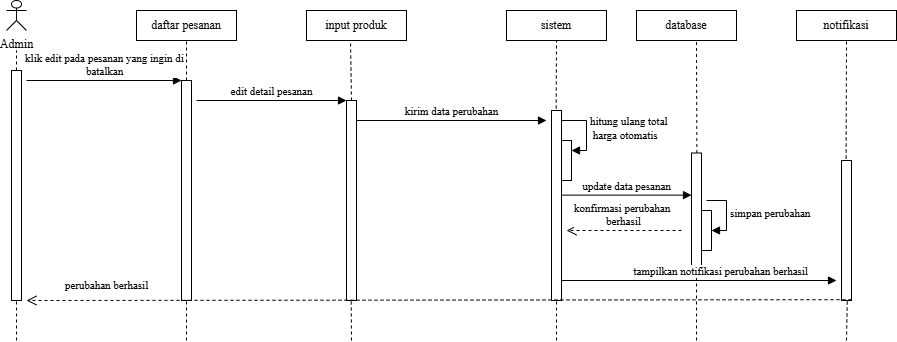 daftar pesanan
input produk
sistem
database
notifikasi
Admin
klik edit pada pesanan yang ingin di
batalkan
edit detail pesanan
kirim data perubahan
hitung ulang total
harga otomatis
update data pesanan
konfirmasi perubahan
berhasil
simpan perubahan
tampilkan notifikasi perubahan berhasil
perubahan berhasil